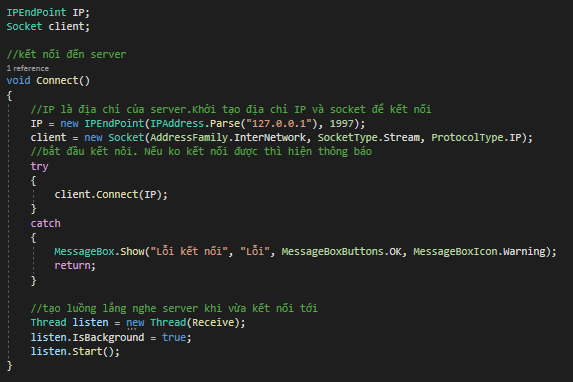 IPEndPoint IP;
Socket client;
//kết nối đến server
1 reference
void Connect()
{
//IP là địa chỉ của server.Khởi tạo địa chỉ IP và socket để kết nối
IP = new IPEndPoint(IPAddress.Parse("127.0.0.1"), 1997);
client = new Socket(AddressFamily.InterNetwork, SocketType.Stream, ProtocolType.IP);
//bắt đầu kết nôi. Nếu ko kết nối được thì hiện thông báo
try
{
client.Connect(IP);
}
catch
{
MessageBox.Show("Lỗi kết nối", "Lỗi", MessageBoxButtons.OK, MessageBoxIcon.Warning);
return;
}
//tạo luồng lắng nghe server khi vừa kết nối tới
Thread listen = new Thread(Receive);
listen.IsBackground = true;
listen.Start();
}